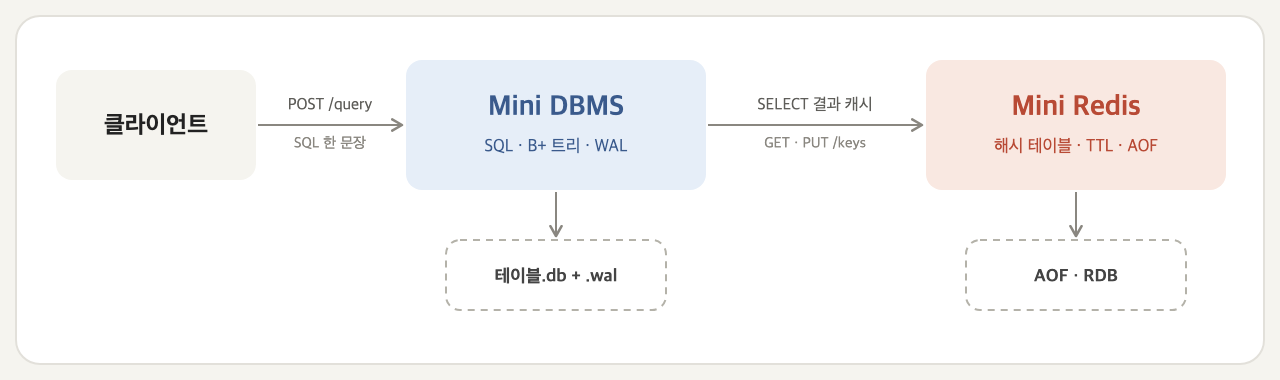 클라이언트
POST /query
SQL 한 문장
Mini DBMS
SQL · B+ 트리 · WAL
SELECT 결과 캐시
GET · PUT /keys
Mini Redis
해시 테이블 · TTL · AOF
테이블.db + .wal
AOF · RDB